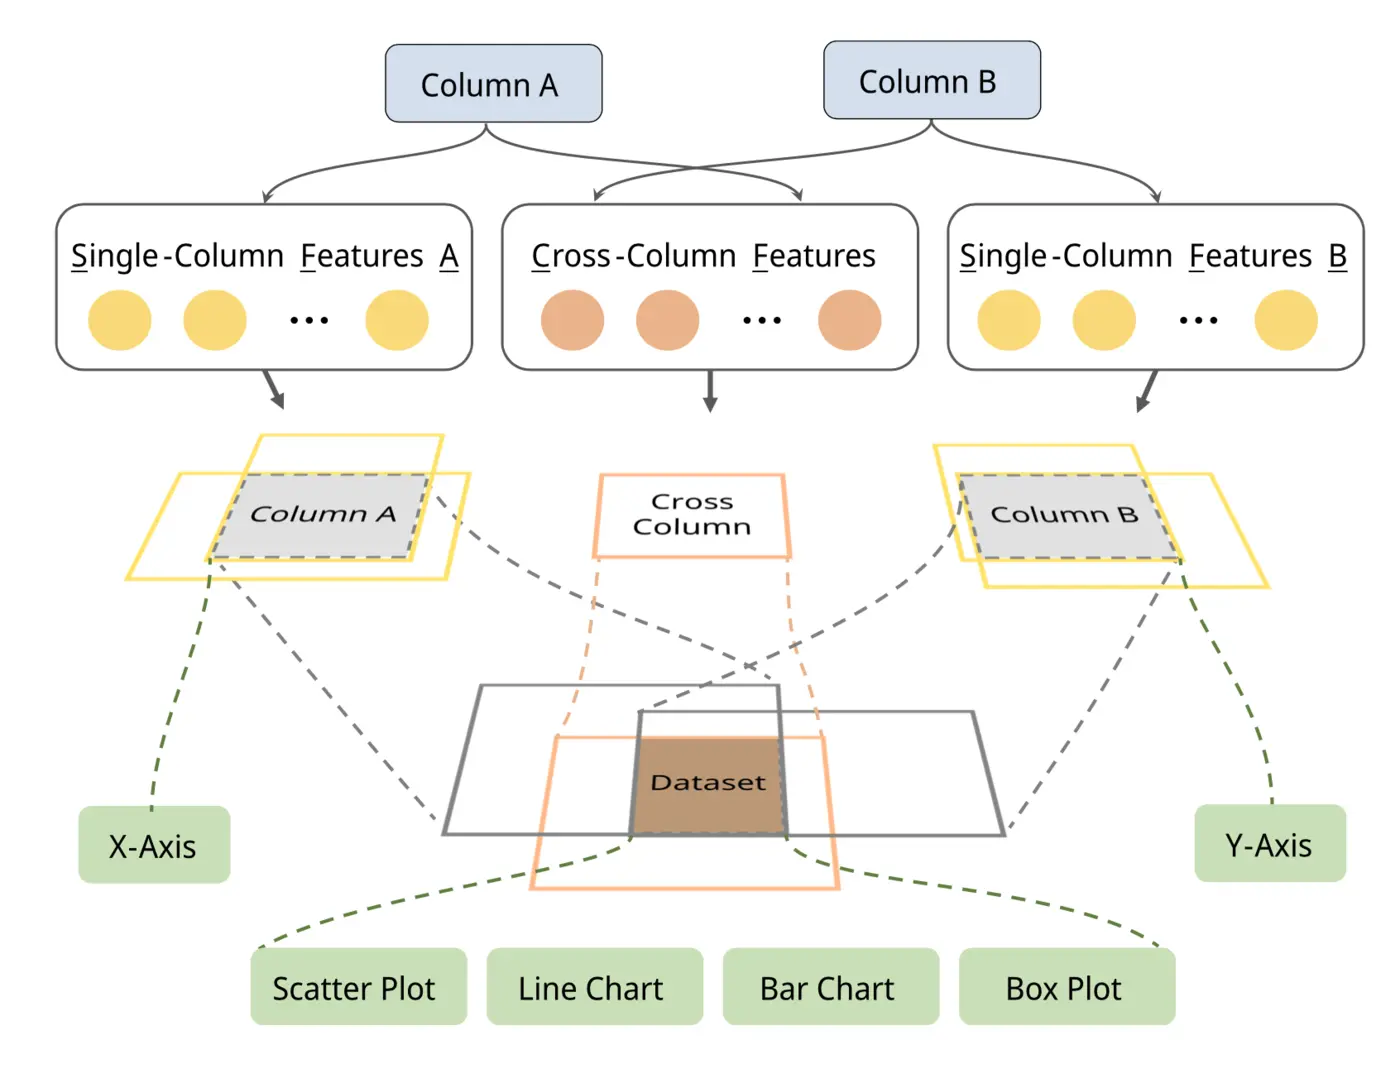 Column A
Column B
Single-Column Features A
Cross-Column Features
Single-Column Features B
Column A
Cross
Column
Column B
Dataset
X-Axis
Y-Axis
Scatter Plot
Line Chart
Bar Chart
Box Plot